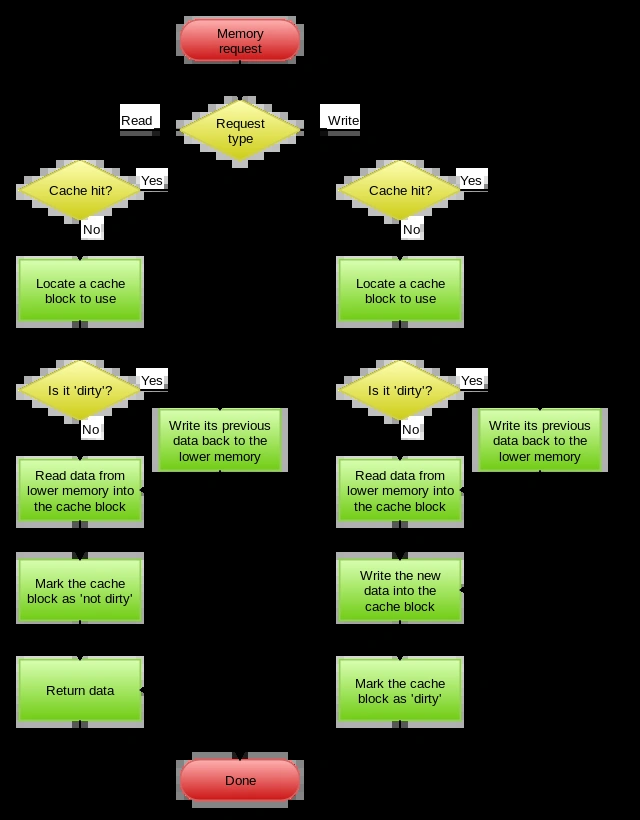 Memory
request
Read
Request
type
Write
Cache hit?
Yes
No
Cache hit?
Yes
No
Locate a cache
block to use
Locate a cache
block to use
Is it 'dirty'?
Yes
No
Is it 'dirty'?
Yes
No
Write its previous
data back to the
lower memory
Write its previous
data back to the
lower memory
Read data from
lower memory into
the cache block
Read data from
lower memory into
the cache block
Mark the cache
block as 'not dirty'
Write the new
data into the
cache block
Return data
Mark the cache
block as 'dirty'
Done